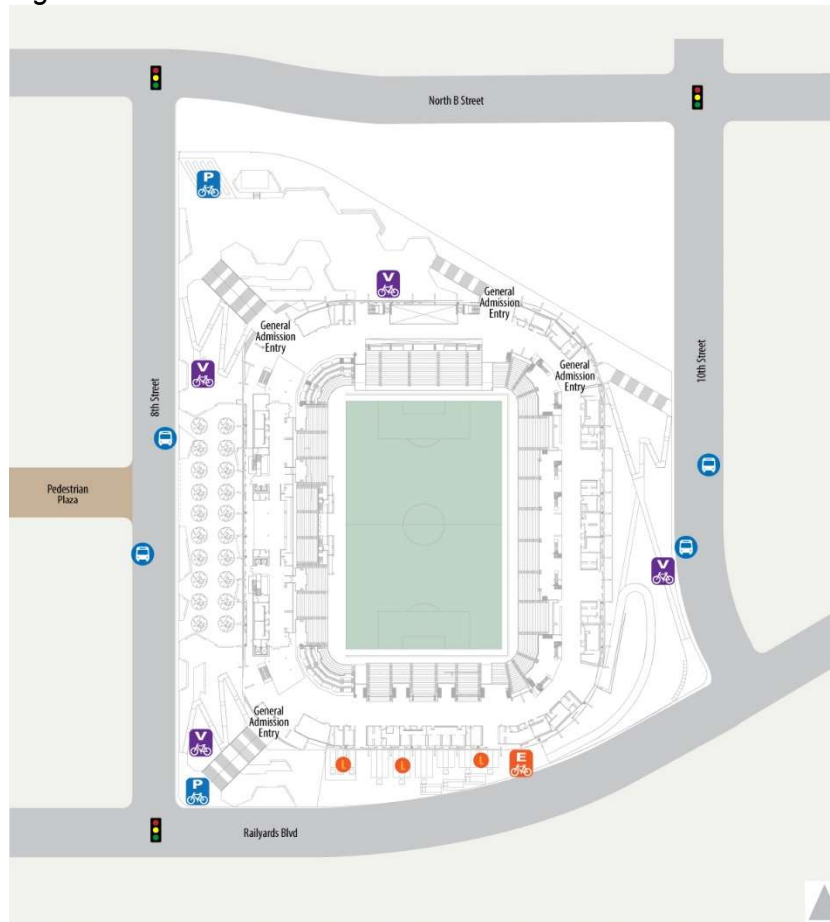 North B Street
P
V
General
Admission
Entry
General
Admission
Entry
General
Admission
Entry
V
8th Street
10th Street
Pedestrian
Plaza
V
General
Admission
Entry
V
L
L
L
E
P
Railyards Blvd